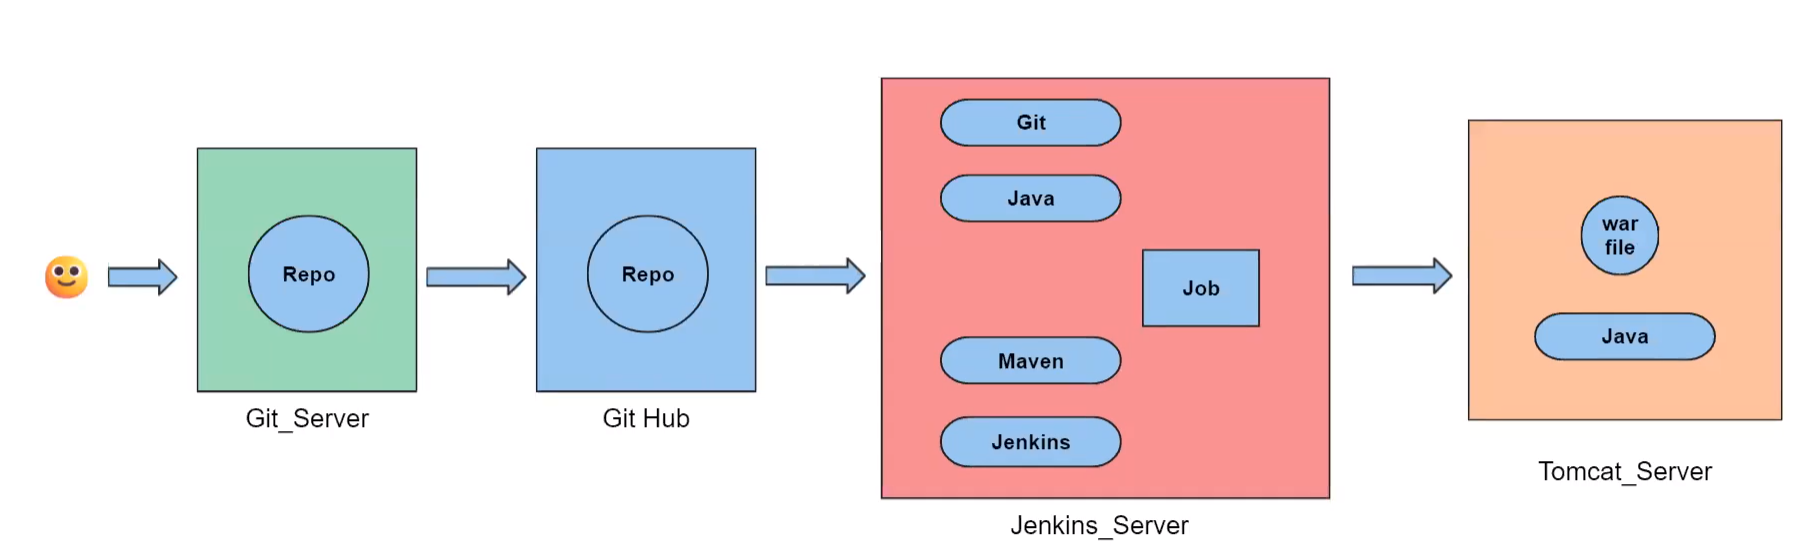 Repo
Git_Server
Repo
Git Hub
Git
Java
Job
Maven
Jenkins
Jenkins_Server
war
file
Java
Tomcat_Server